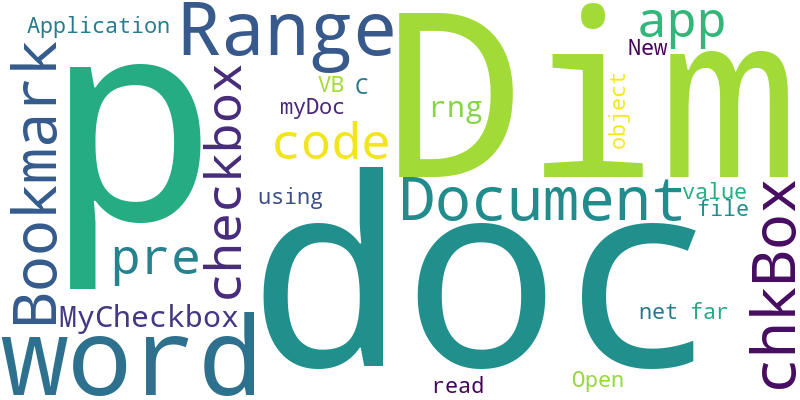 Application
Range
Dim
app
New
p
Bookmark
checkbox
VB
C
myDoc
rng
object
code
using
Document
value
file
chkBox
pre
doc
MyCheckbox
word
net
far
read
Open